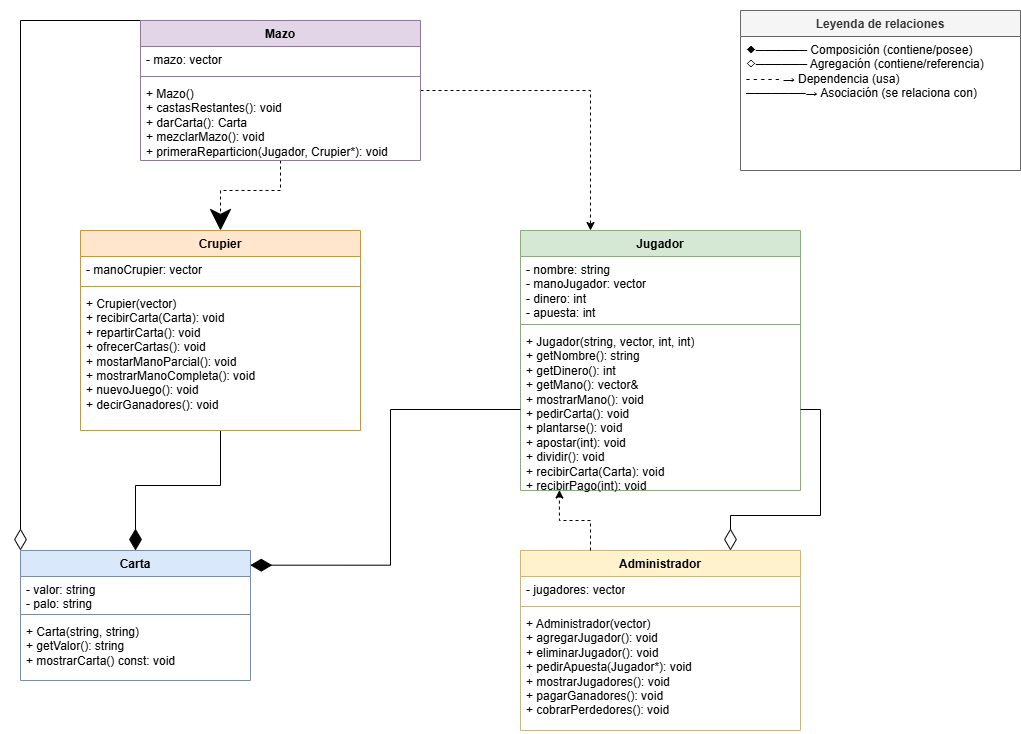 Mazo
- mazo: vector
+ Mazo()
+ castasRestantes(): void
+ darCarta(): Carta
+ mezclarMazo(): void
+ primeraReparticion(Jugador, Crupier*): void
Leyenda de relaciones
Composición (contiene/posee)
Agregación (contiene/referencia)
Dependencia (usa)
Asociación (se relaciona con)
Crupier
- manoCrupier: vector
+ Crupier(vector)
+ recibirCarta(Carta): void
+ repartirCarta(): void
+ ofrecerCartas(): void
+ mostarManoParcial(): void
+ mostrarManoCompleta(): void
+ nuevoJuego(): void
+ decirGanadores(): void
Jugador
- nombre: string
- manoJugador: vector
- dinero: int
- apuesta: int
+ Jugador(string, vector, int, int)
+ getNombre(): string
+ getDinero(): int
+ getMano(): vector&
+ mostrarMano(): void
+ pedirCarta(): void
+ plantarse(): void
+ apostar(int): void
+ dividir(): void
+ recibirCarta(Carta): void
+ recibirPago(int): void
Carta
- valor: string
- palo: string
+ Carta(string, string)
+ getValor(): string
+ mostrarCarta() const: void
Administrador
- jugadores: vector
+ Administrador(vector)
+ agregarJugador(): void
+ eliminarJugador(): void
+ pedirApuesta(Jugador*): void
+ mostrarJugadores(): void
+ pagarGanadores(): void
+ cobrarPerdedores(): void